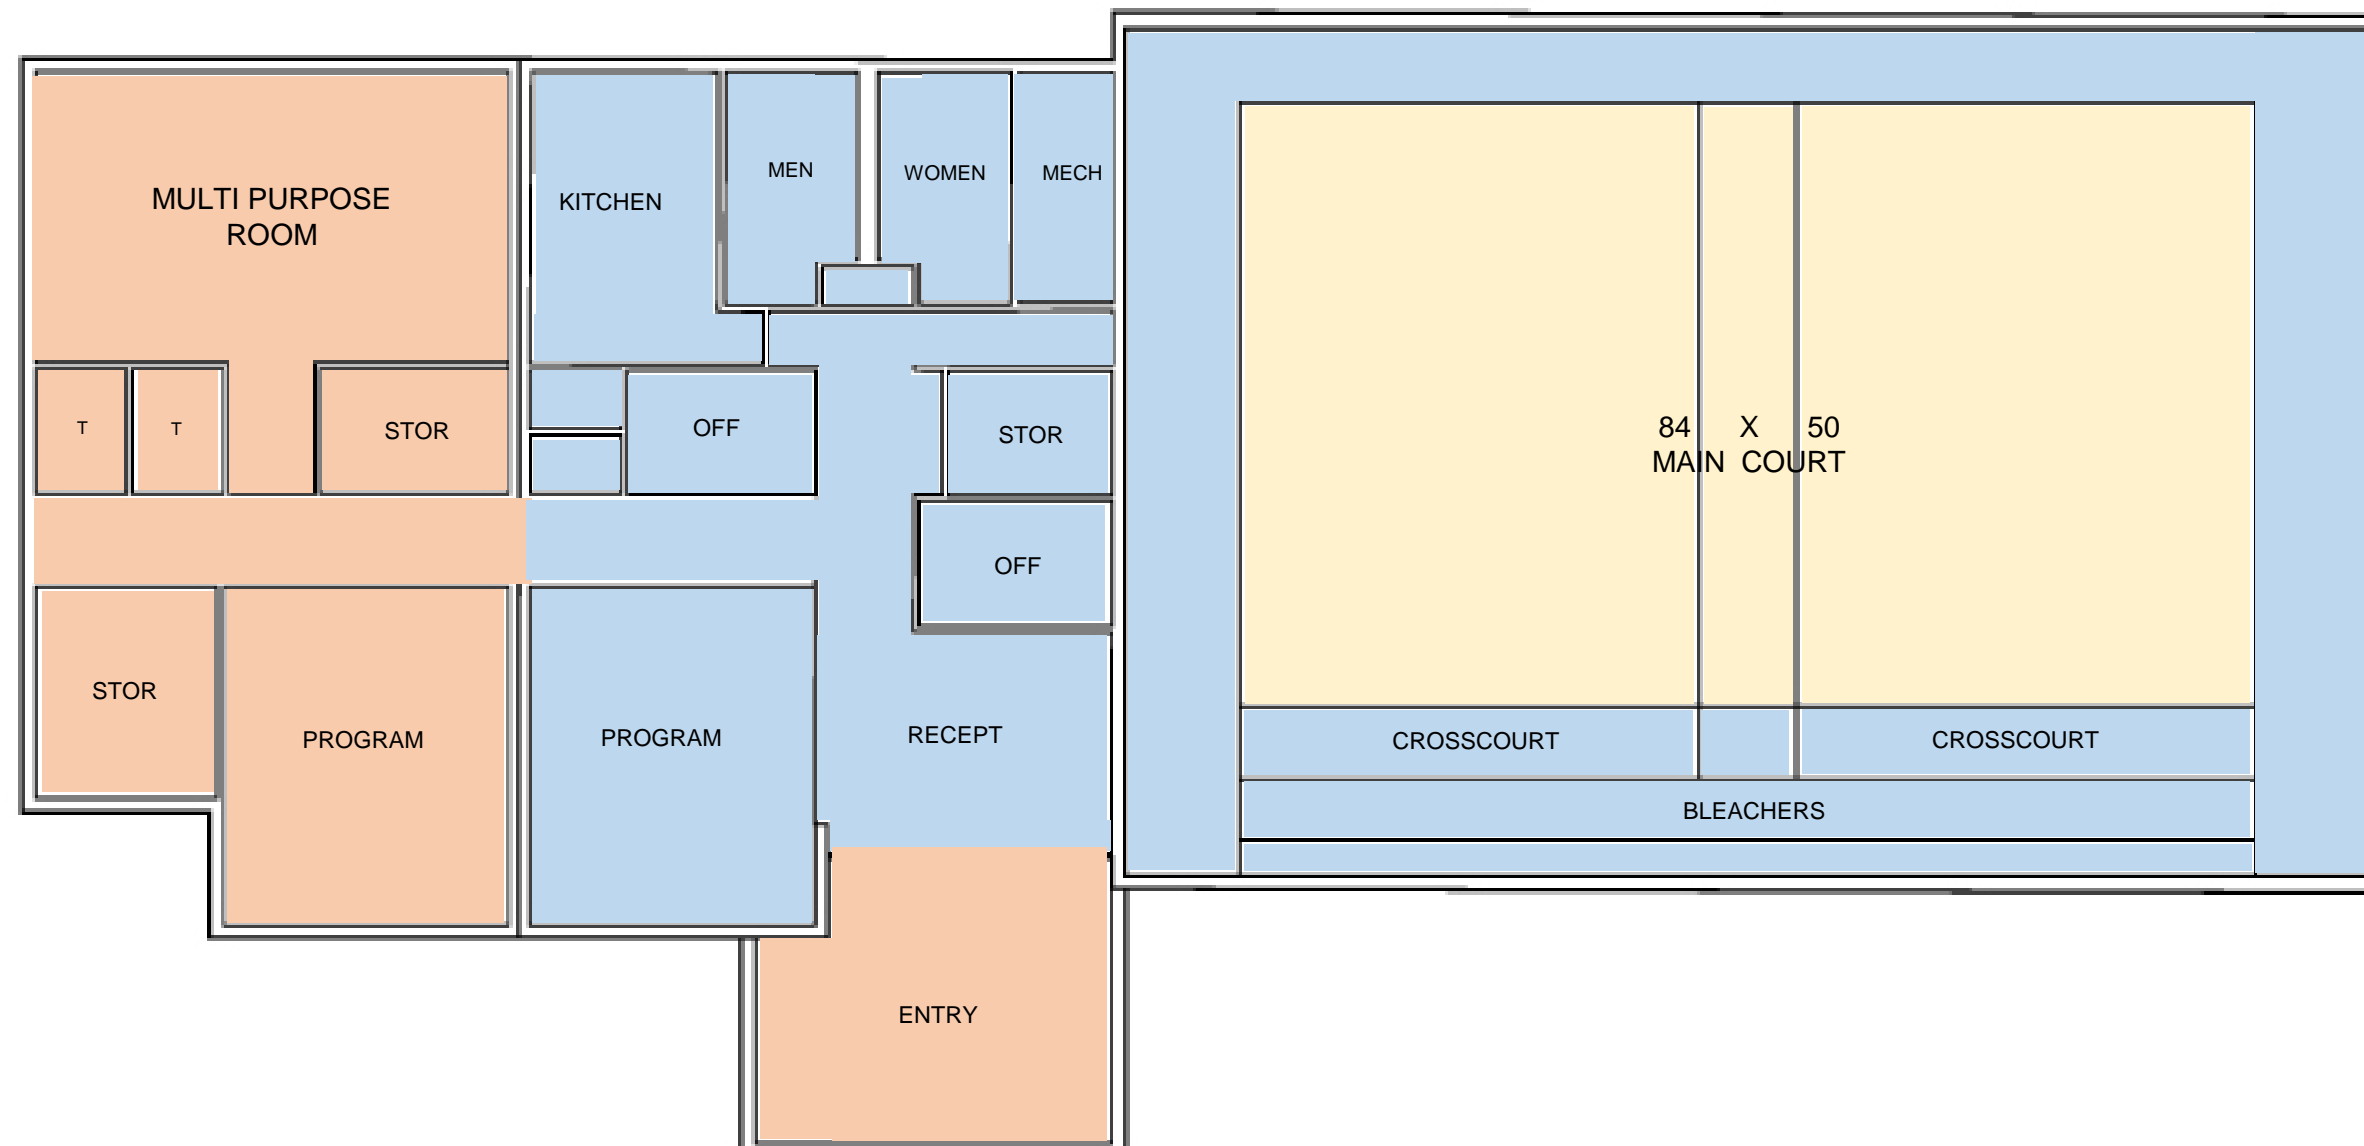 MULTI PURPOSE
ROOM
KITCHEN
MEN
WOMEN
MECH
T
T
STOR
OFF
STOR
84 X 50
MAIN COURT
OFF
STOR
PROGRAM
PROGRAM
RECEPT
CROSSCOURT
CROSSCOURT
BLEACHERS
ENTRY